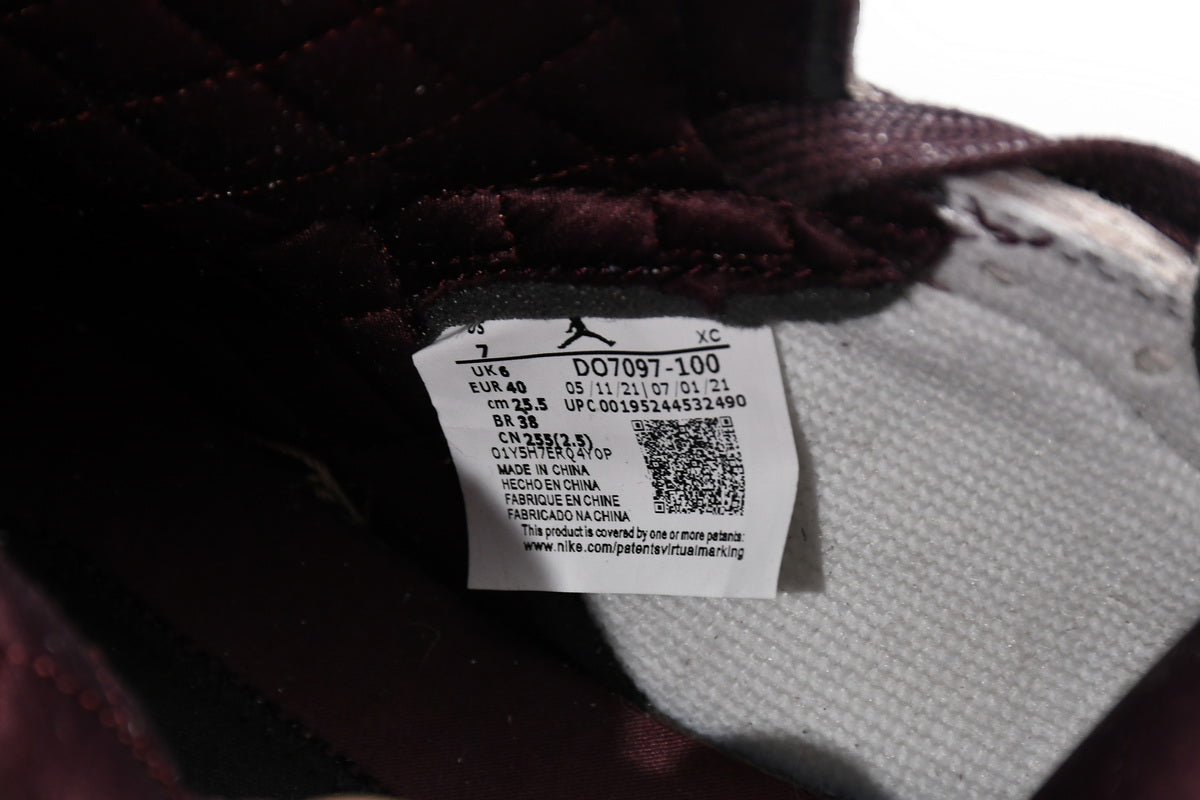 US
7 XC
UK 6 DO7097-100
EUR 40 05/11/21| 07/01/21
cm 25.5 UPC 00195244532490
BR 38
CN 255(2.5)
01Y5H7ERQ4Y0P
MADE IN CHINA
HECHO EN CHINA
FABRIQUE EN CHINE
FABRICADO NA CHINA
This product is covered by one or more patents:
www.nike.com/patentsvirtualmarking